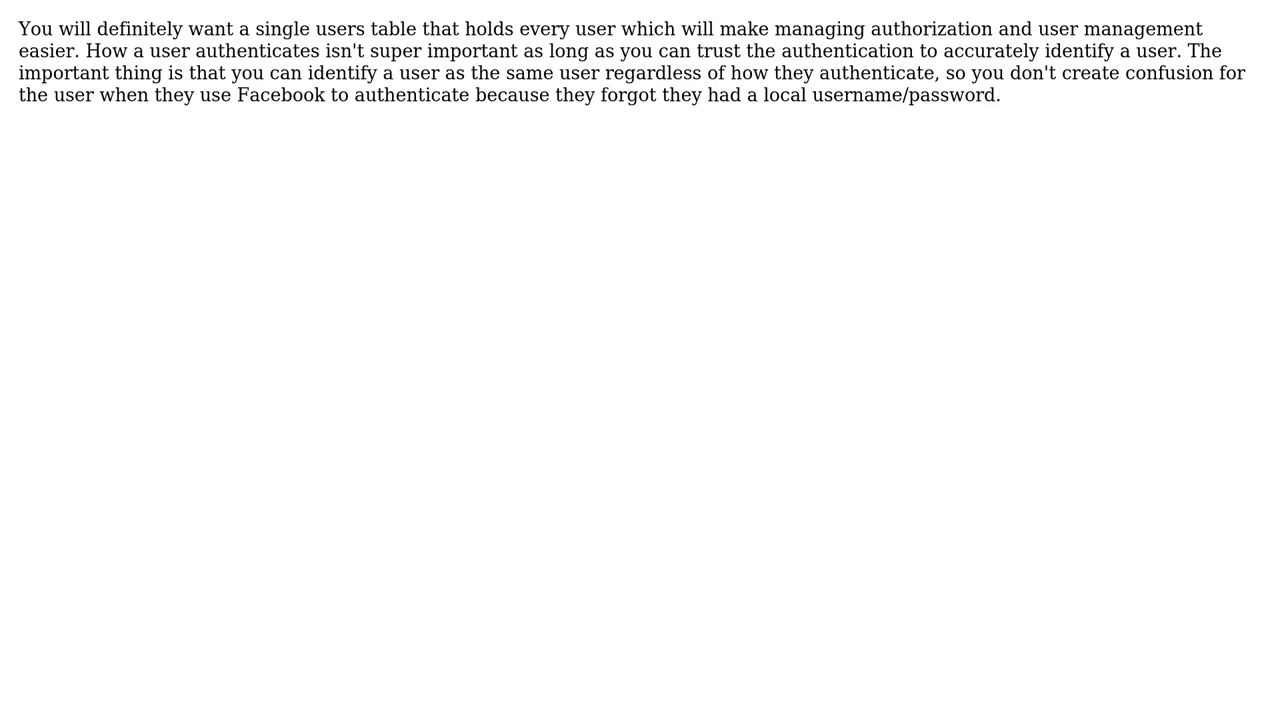 You will definitely want a single users table that holds every user which will make managing authorization and user management
easier. How a user authenticates isn't super important as long as you can trust the authentication to accurately identify a user. The
important thing is that you can identify a user as the same user regardless of how they authenticate, so you don't create confusion for
the user when they use Facebook to authenticate because they forgot they had a local username/password.